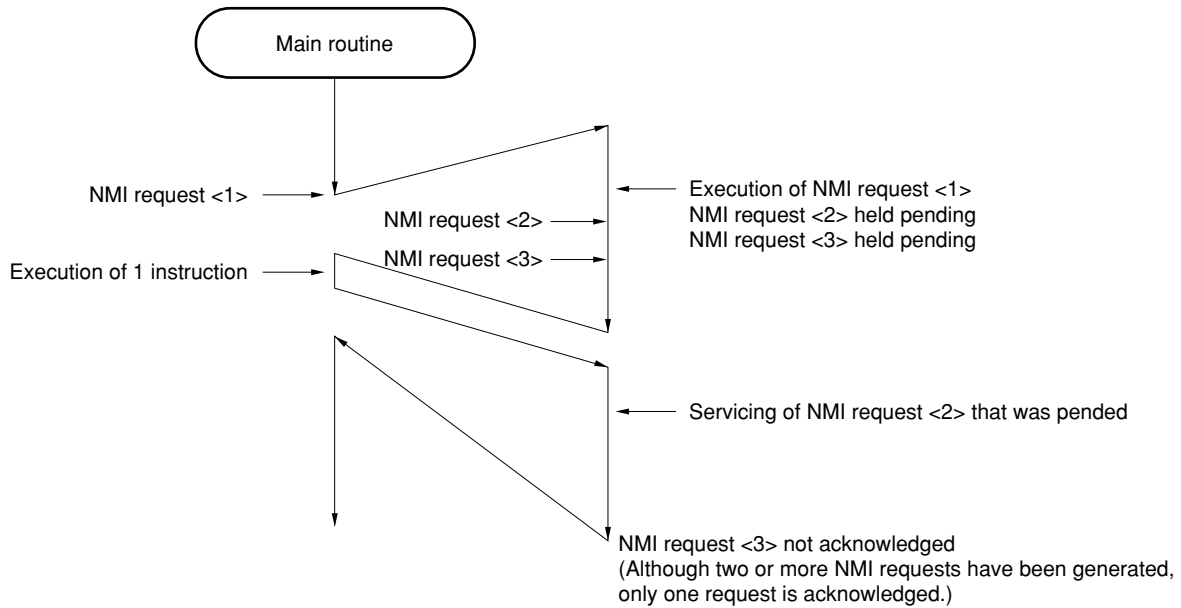 Main routine
NMI request <1>
Execution of NMI request <1>
NMI request <2> held pending
NMI request <3> held pending
NMI request <2>
NMI request <3>
Execution of 1 instruction
Servicing of NMI request <2> that was pended
NMI request <3> not acknowledged
(Although two or more NMI requests have been generated,
only one request is acknowledged.)